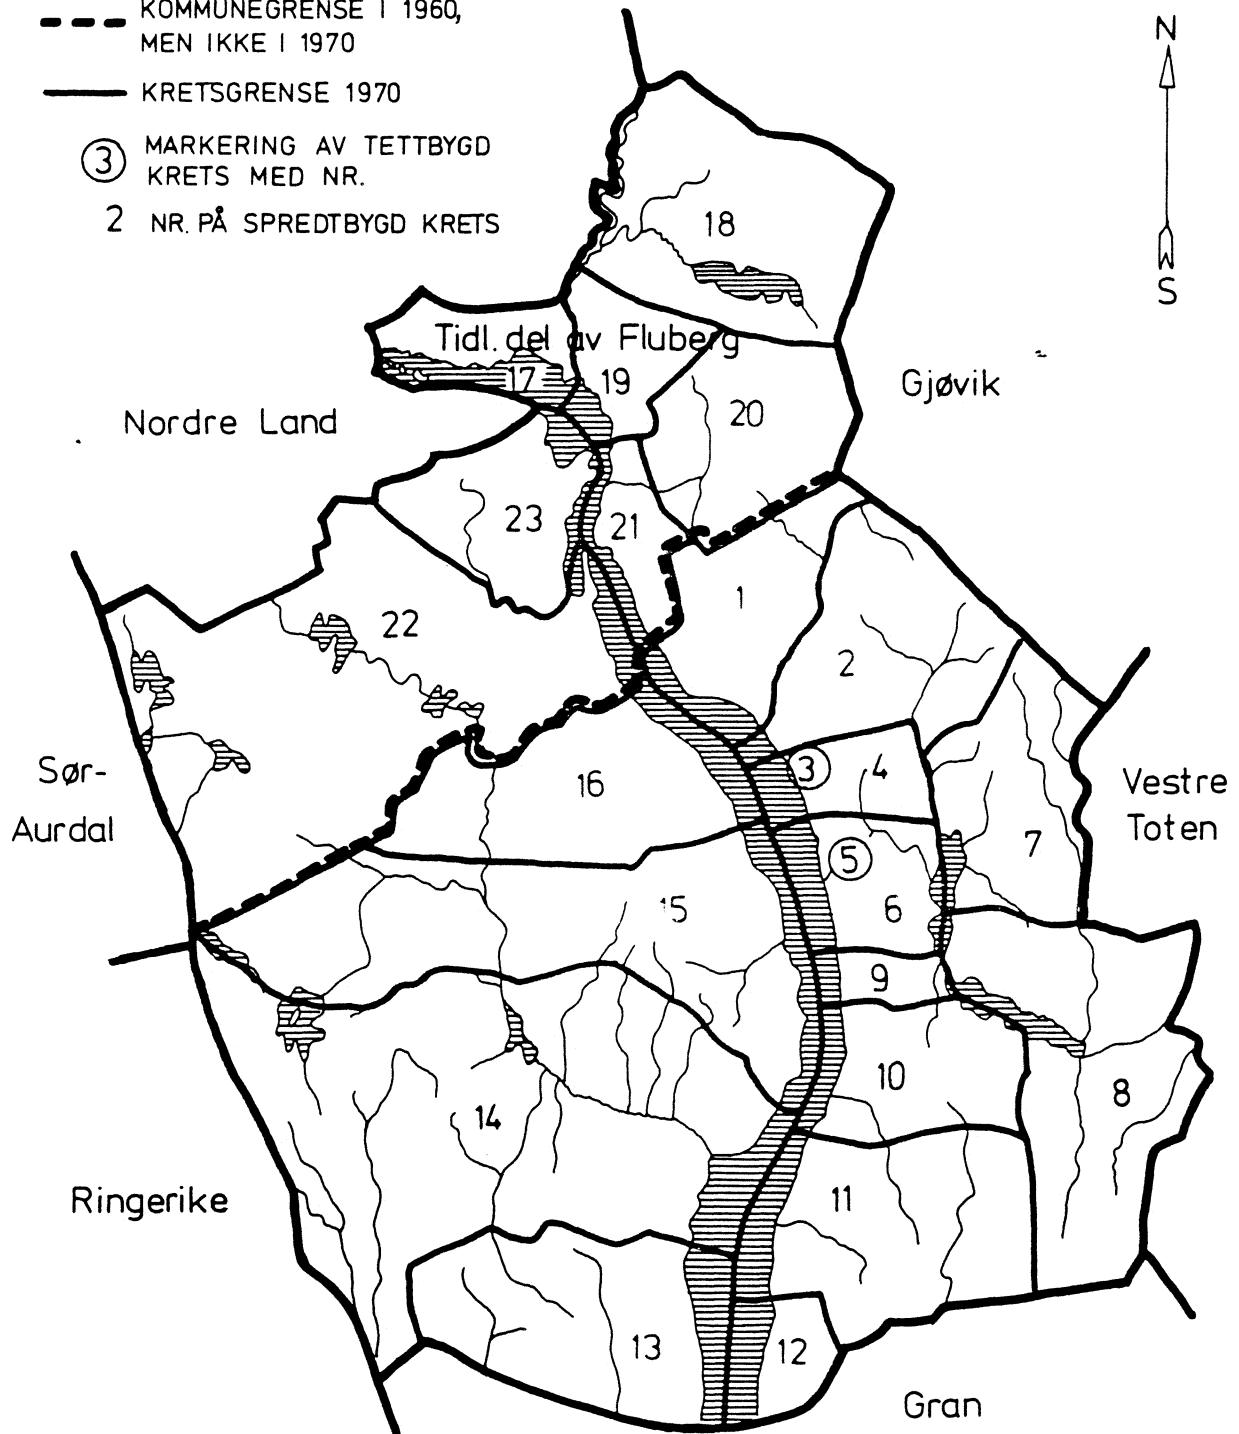 KOMMUNEGRENSE I 1960,
MEN IKKE I 1970
KRETSGRENSE 1970
3 MARKERING AV TETTBYGD
KRETS MED NR.
2 NR. PÅ SPREDTBYGD KRETS
N
S
18
Tidl. del av Fluberg
17
19
Gjøvik
20
Nordre Land
23
21
1
22
2
Sør-
Aurdal
16
3
4
Vestre
Toten
7
5
15
6
9
10
8
14
Ringerike
11
13
12
Gran